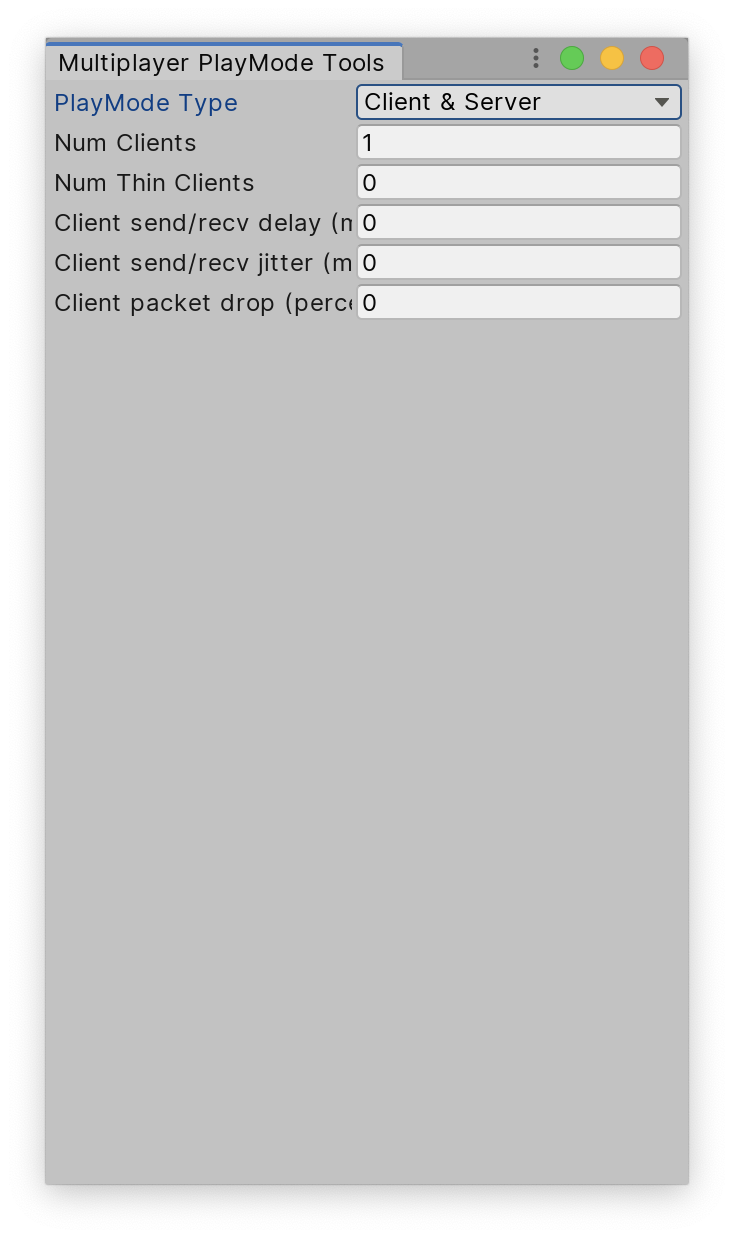 Multiplayer PlayMode Tools
PlayMode Type Client & Server
Num Clients 1
Num Thin Clients 0
Client send/recv delay (m 0
Client send/recv jitter (m 0
Client packet drop (perce 0